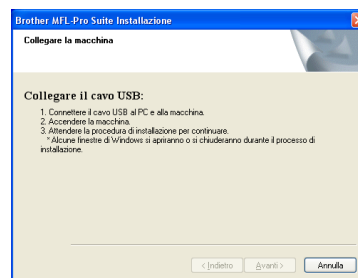 Brother MFL-Pro Suite Installazione
Collegare la macchina
Collegare il cavo USB:
1. Connettere il cavo USB al PC e alla macchina.
2. Accendere la macchina.
3. Attendere la procedura di installazione per continuare.
* Alcune finestre di Windows si apriranno o si chiuderanno durante il processo di
installazione.
< Indietro Avanti > Annulla